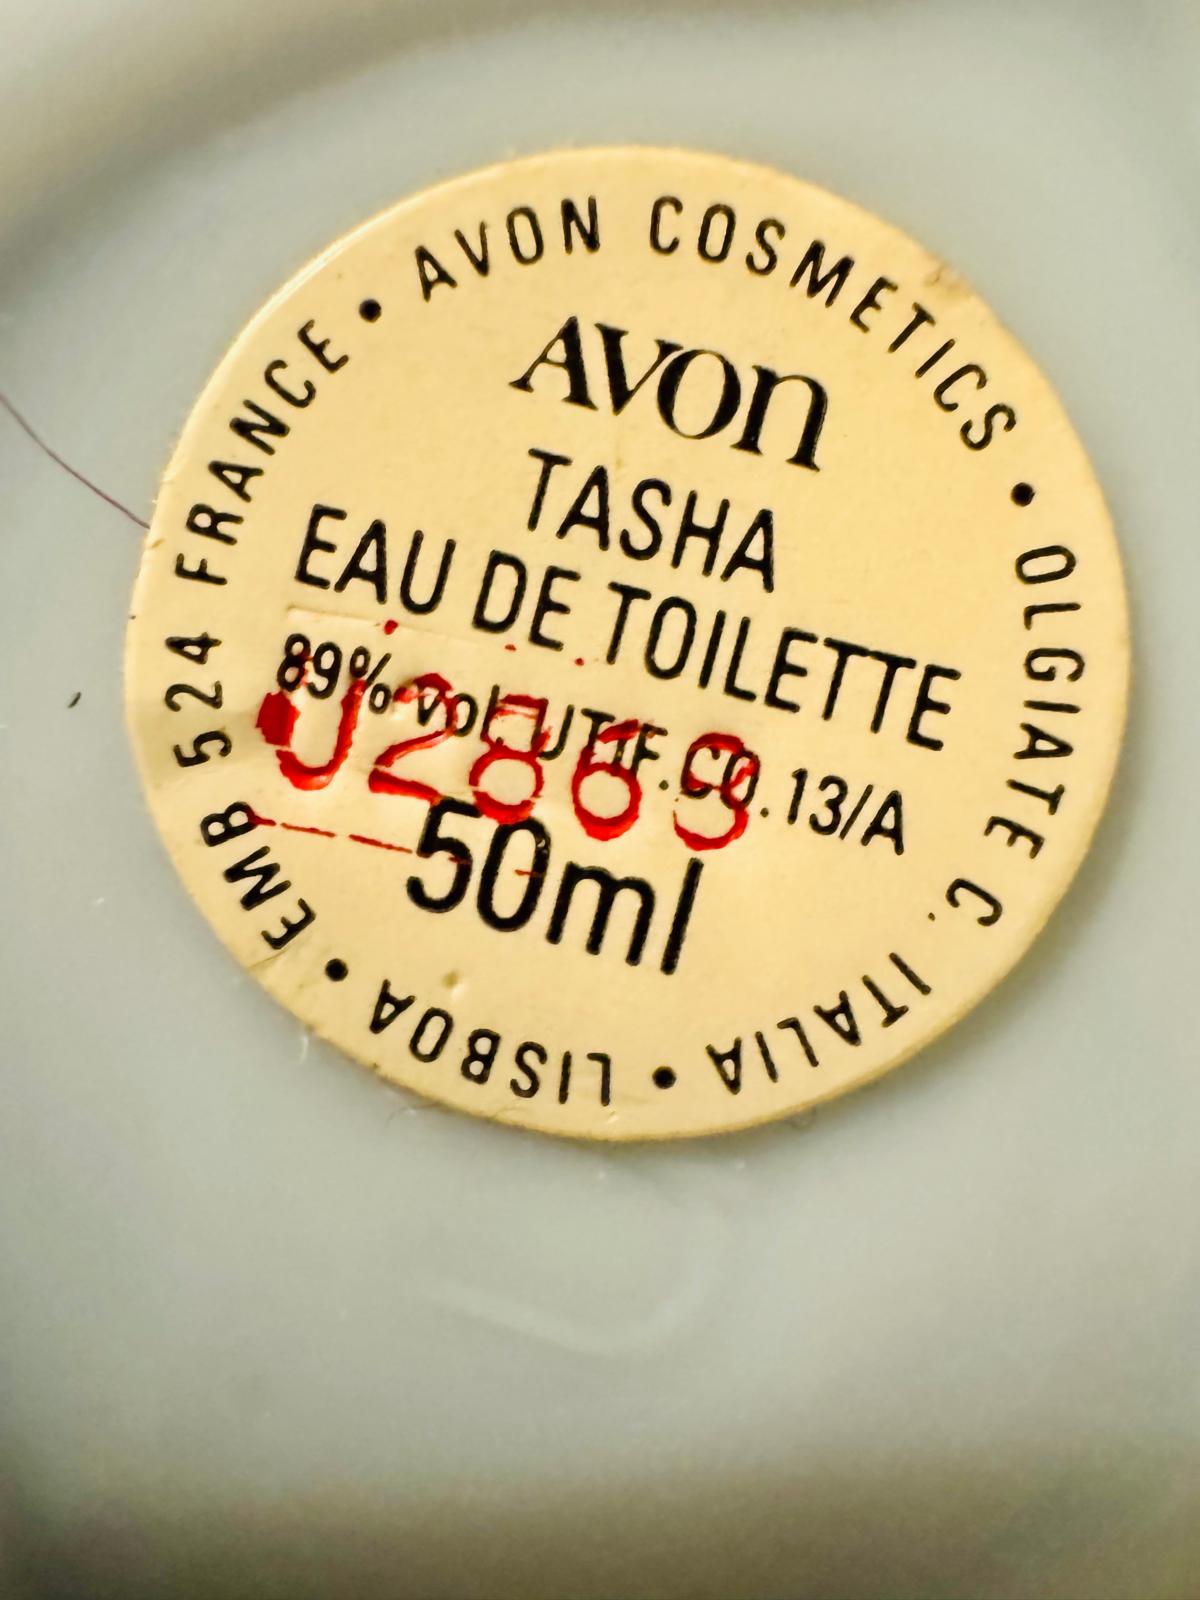 • AVON COSMETICS • OLGIATE C. ITALIA • LISBOA • EMB 524 FRANCE
AVON
TASHA
EAU DE TOILETTE
89% vol. UTIF.CO.13/A
50ml